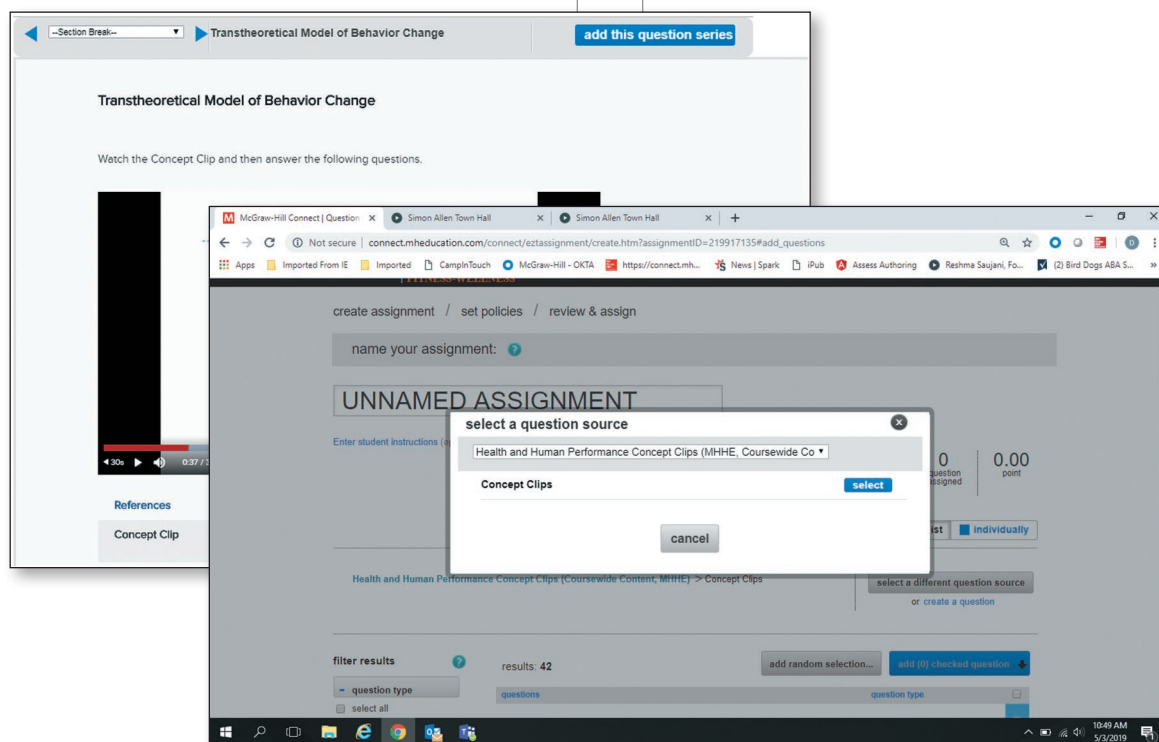 --Section Break--
Transtheoretical Model of Behavior Change
add this question series
Transtheoretical Model of Behavior Change
Watch the Concept Clip and then answer the following questions.
30s
0:37 /
References
Concept Clip
McGraw-Hill Connect | Question
Simon Allen Town Hall
Simon Allen Town Hall
Not secure | connect.mheducation.com/connect/eztassignment/create.htm?assignmentID=219917135#add_questions
Apps Imported From IE Imported CampInTouch McGraw-Hill - OKTA https://connect.mh... News | Spark iPub Assess Authoring Reshma Saujani, Fo... (2) Bird Dogs ABA S... »
FITNESS-WELLNESS
create assignment / set policies / review & assign
name your assignment: ?
UNNAMED ASSIGNMENT
Enter student instructions
select a question source
Health and Human Performance Concept Clips (MHHE, Coursewide Co
Concept Clips
select
cancel
0
question
assigned
0.00
point
ist
individually
Health and Human Performance Concept Clips (Coursewide Content, MHHE) > Concept Clips
select a different question source
or create a question
filter results ?
results: 42
add random selection...
add (0) checked question
question type
select all
questions
question type
10:49 AM
5/3/2019